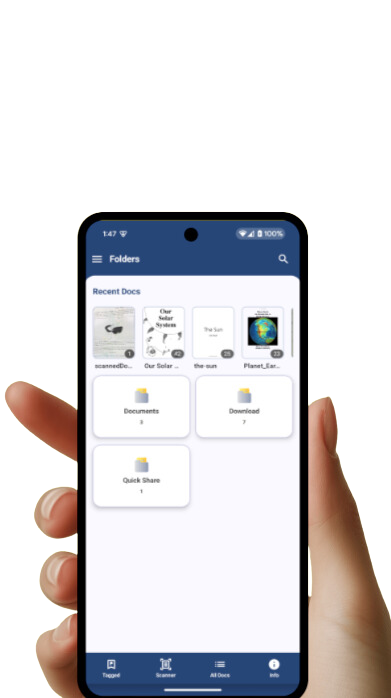 1:47
100%
Folders
Recent Docs
Our
Solar
System
The Sun
1
42
25
23
scannedDo...
Our Solar ...
the-sun
Planet_Ear...
Documents
3
Download
7
Quick Share
1
Tagged
Scanner
All Docs
Info